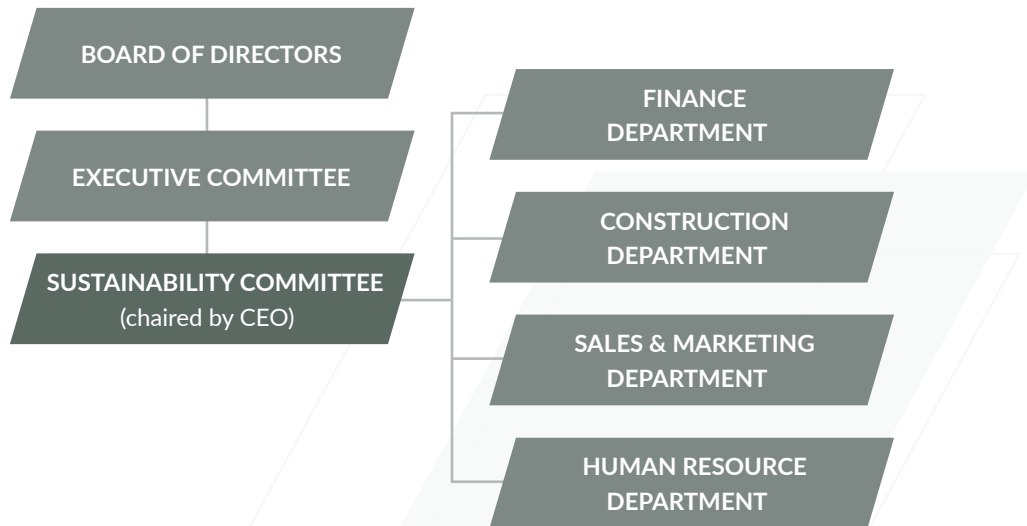 BOARD OF DIRECTORS
EXECUTIVE COMMITTEE
SUSTAINABILITY COMMITTEE
(chaired by CEO)
FINANCE
DEPARTMENT
CONSTRUCTION
DEPARTMENT
SALES & MARKETING
DEPARTMENT
HUMAN RESOURCE
DEPARTMENT